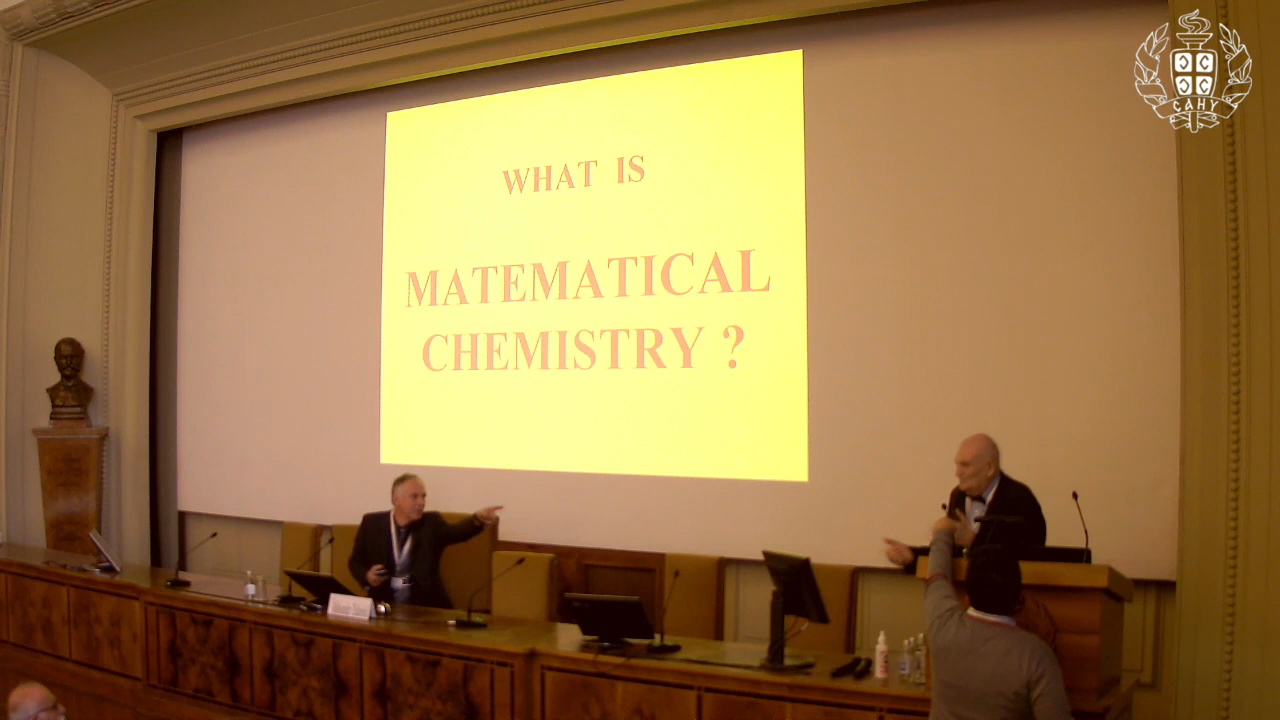 WHAT IS
MATEMATICAL
CHEMISTRY ?
САНУ